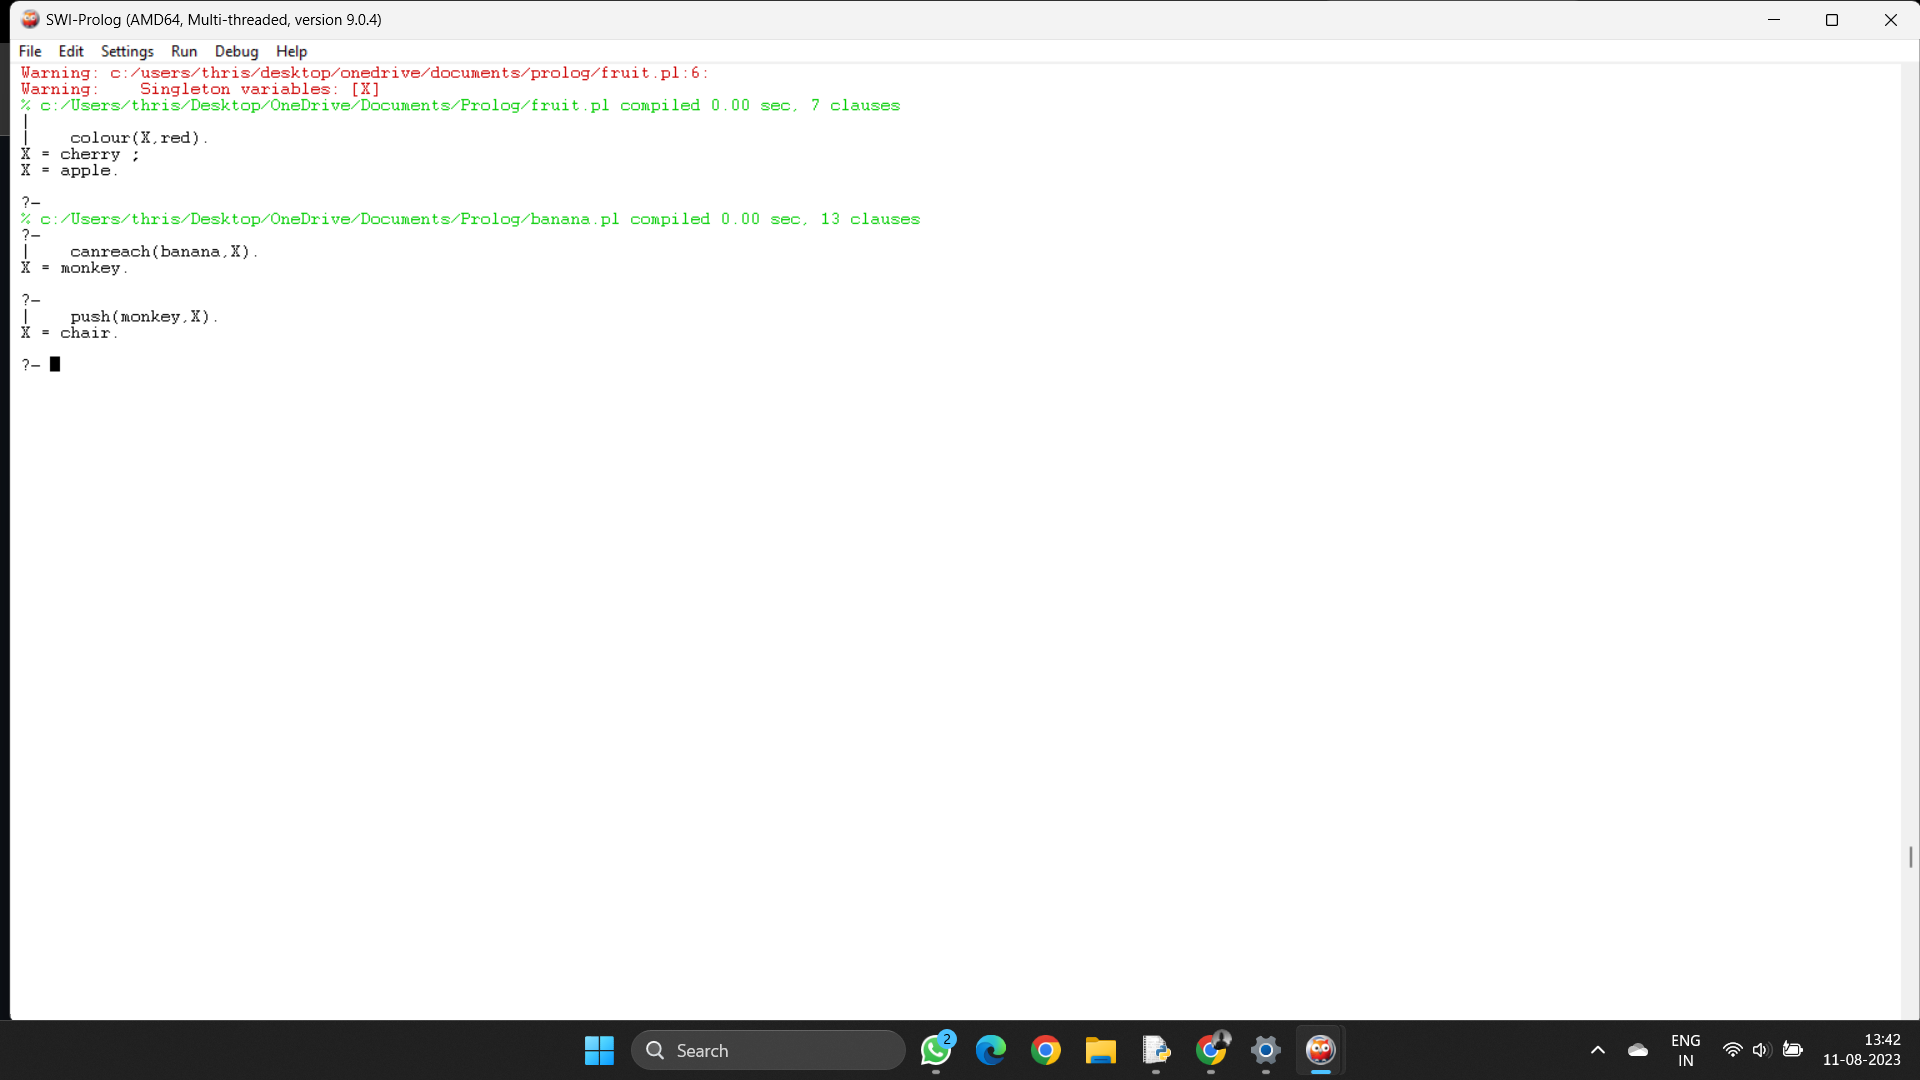 SWI-Prolog (AMD64, Multi-threaded, version 9.0.4)
File Edit Settings Run Debug Help
Warning: c:/users/thris/desktop/onedrive/documents/prolog/fruit.pl:6:
Warning:    Singleton variables: [X]
% c:/Users/thris/Desktop/OneDrive/Documents/Prolog/fruit.pl compiled 0.00 sec, 7 clauses
|
|    colour(X,red).
X = cherry ;
X = apple.
?-
% c:/Users/thris/Desktop/OneDrive/Documents/Prolog/banana.pl compiled 0.00 sec, 13 clauses
?-
|    canreach(banana,X).
X = monkey.
?-
|    push(monkey,X).
X = chair.
?-
Search
2
ENG
IN
13:42
11-08-2023